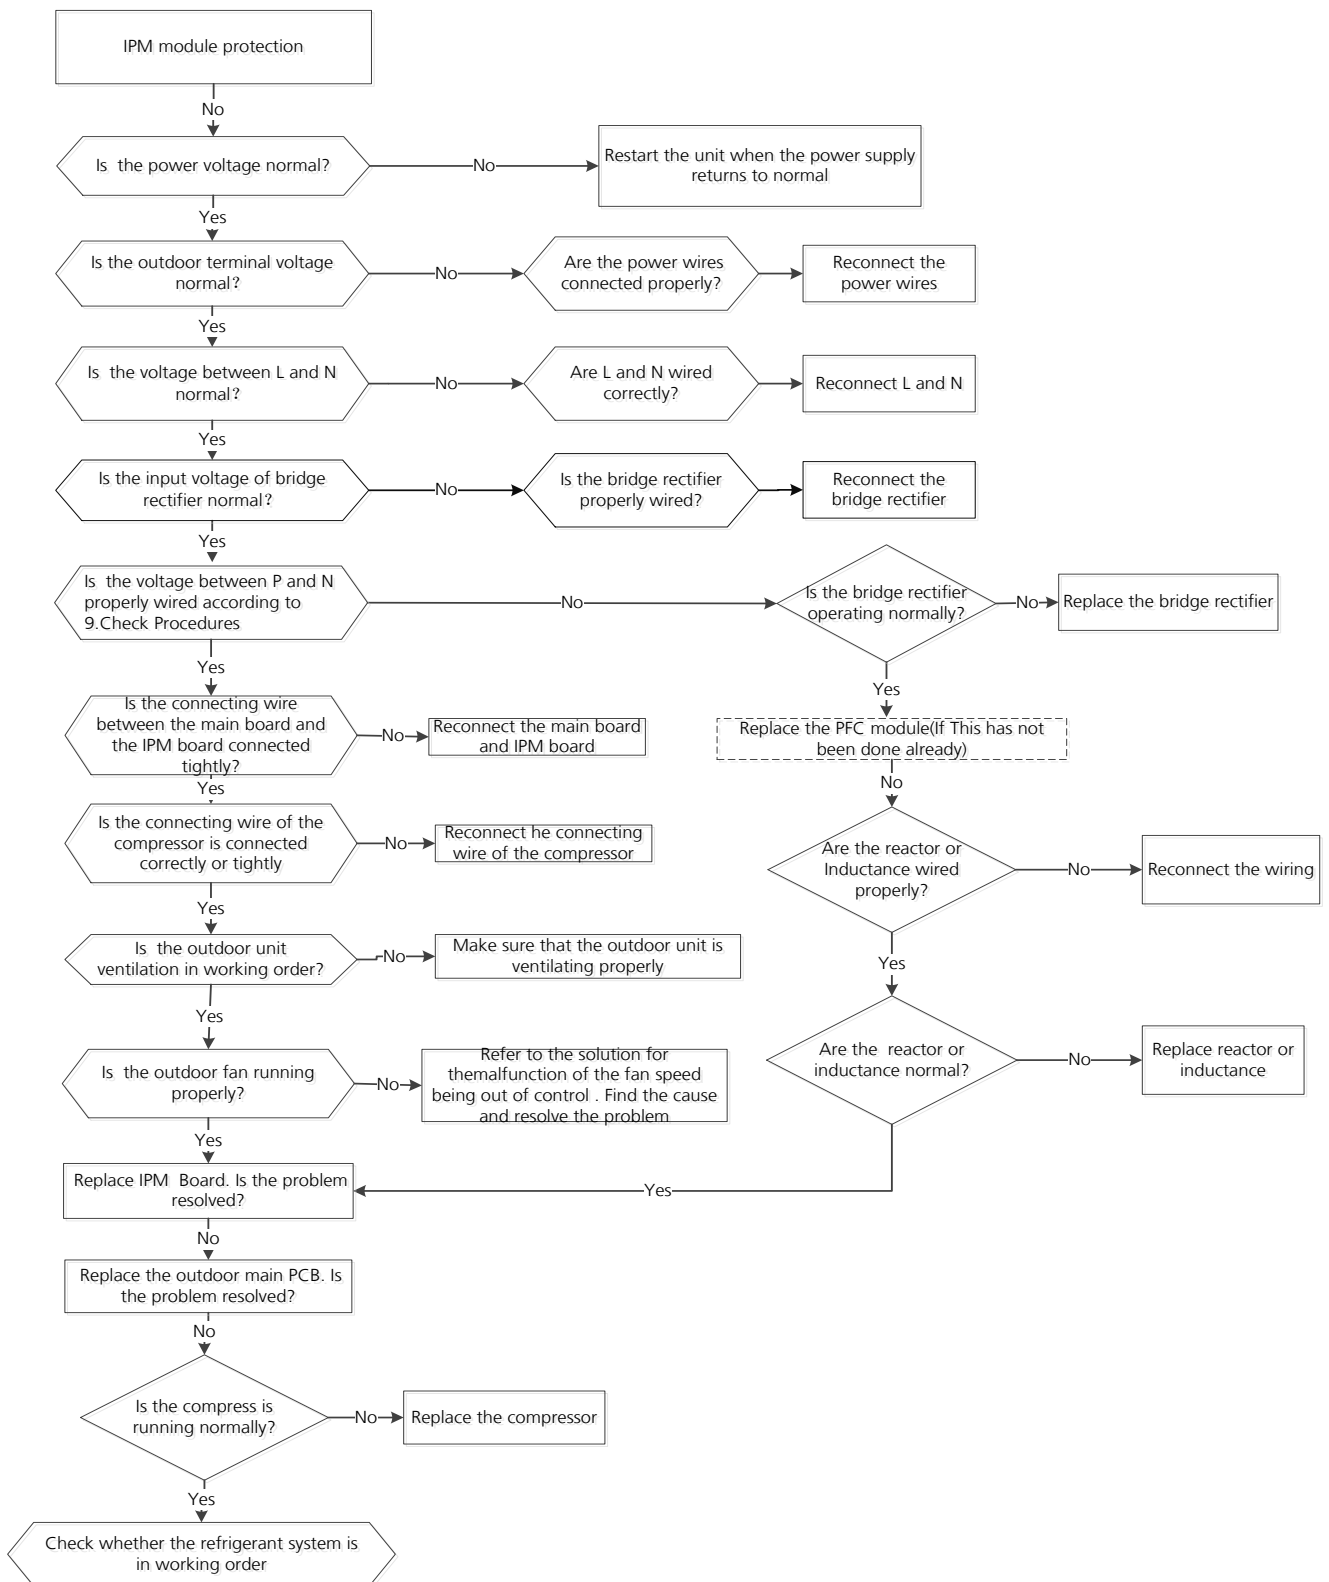 IPM module protection
No
Is the power voltage normal?
No
Restart the unit when the power supply
returns to normal
Yes
Is the outdoor terminal voltage
normal?
No
Are the power wires
connected properly?
Reconnect the
power wires
Yes
Is the voltage between L and N
normal?
No
Are L and N wired
correctly?
Reconnect L and N
Yes
Is the input voltage of bridge
rectifier normal?
No
Is the bridge rectifier
properly wired?
Reconnect the
bridge rectifier
Yes
Is the voltage between P and N
properly wired according to
9.Check Procedures
No
Is the bridge rectifier
operating normally?
No
Replace the bridge rectifier
Yes
Yes
Is the connecting wire
between the main board and
the IPM board connected
tightly?
No
Reconnect the main board
and IPM board
Replace the PFC module(If This has not
been done already)
Yes
No
Is the connecting wire of the
compressor is connected
correctly or tightly
No
Reconnect he connecting
wire of the compressor
Are the reactor or
Inductance wired
properly?
No
Reconnect the wiring
Yes
Is the outdoor unit
ventilation in working order?
No
Make sure that the outdoor unit is
ventilating properly
Yes
Yes
Is the outdoor fan running
properly?
No
Refer to the solution for
themalfunction of the fan speed
being out of control . Find the cause
and resolve the problem
Are the reactor or
inductance normal?
No
Replace reactor or
inductance
Yes
Replace IPM Board. Is the problem
resolved?
Yes
No
Replace the outdoor main PCB. Is
the problem resolved?
No
Is the compress is
running normally?
No
Replace the compressor
Yes
Check whether the refrigerant system is
in working order